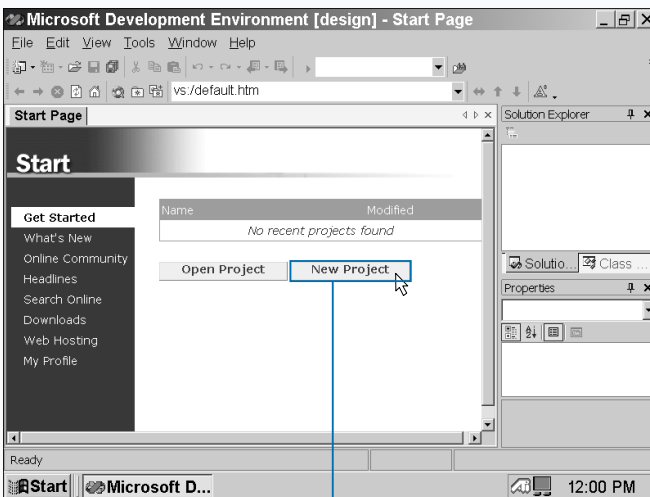 Microsoft Development Environment [design] - Start Page
File Edit View Tools Window Help
vs:/default.htm
Start Page
Solution Explorer
Start
Get Started
What's New
Online Community
Headlines
Search Online
Downloads
Web Hosting
My Profile
Name Modified
No recent projects found
Open Project New Project
Solutio... Class ...
Properties
Ready
Start Microsoft D... 12:00 PM